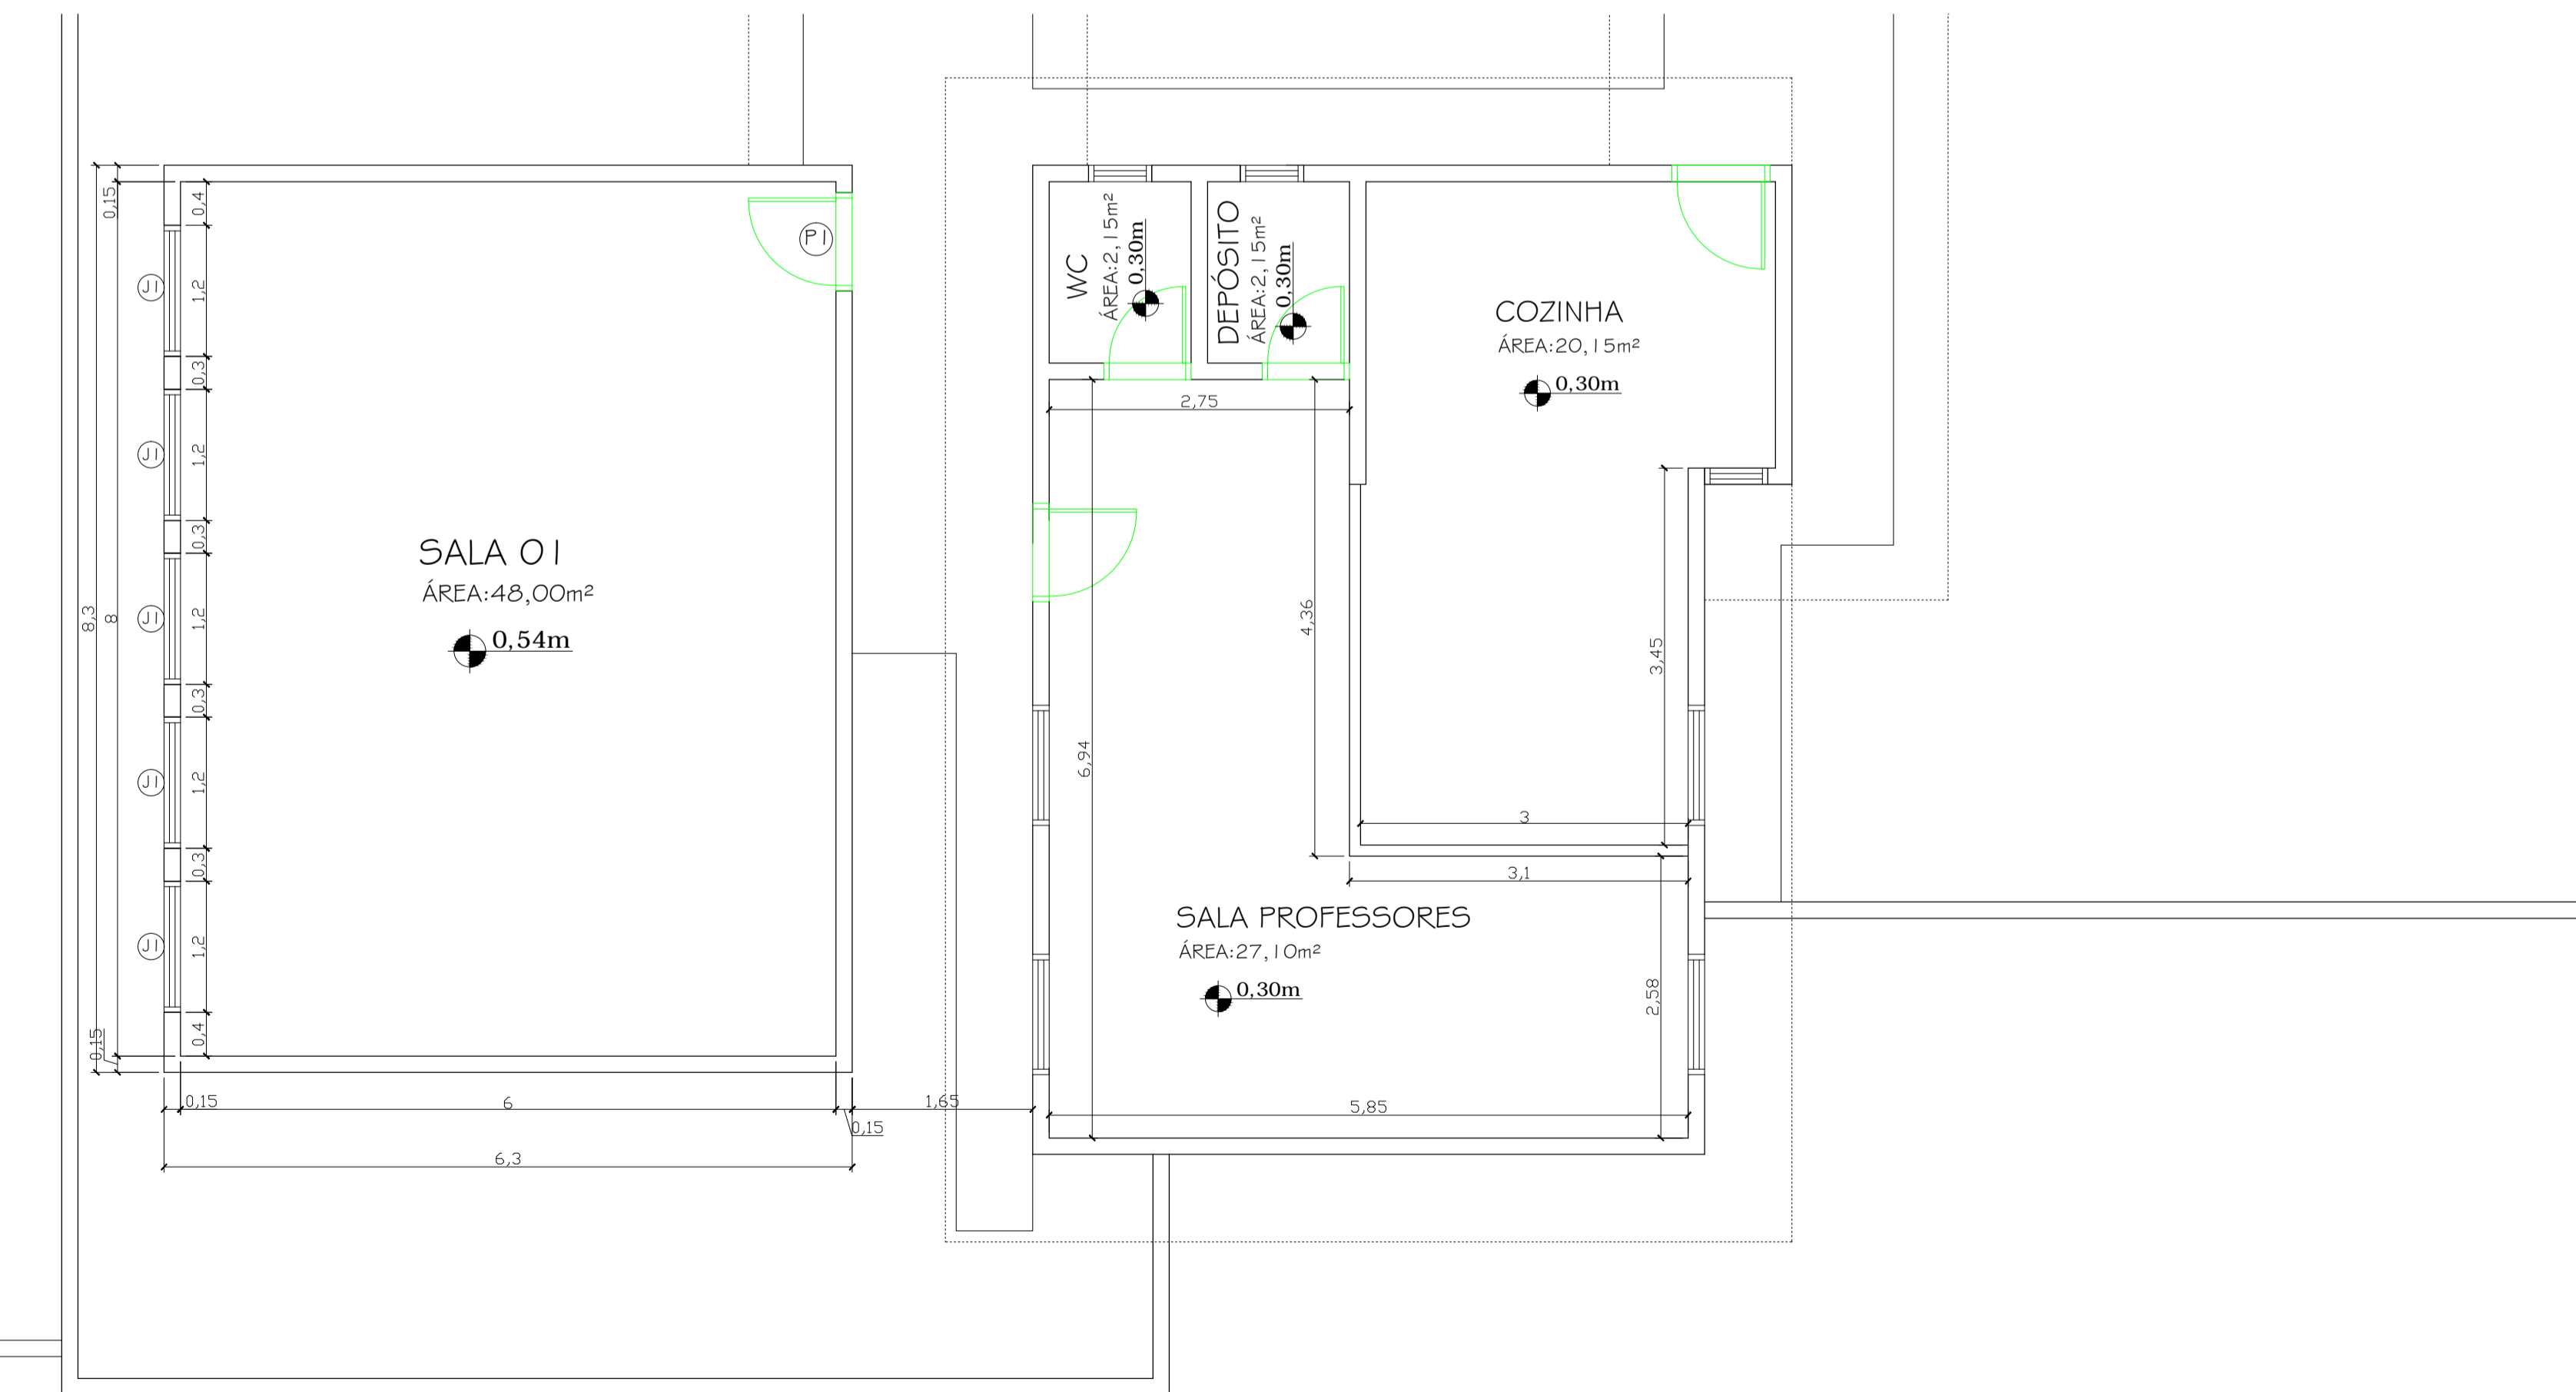 0,15
0,4
J1
1,2
0,3
J1
1,2
0,3
8,3
8
J1
1,2
0,3
J1
1,2
0,3
J1
1,2
0,4
0,15
P1
SALA 01
ÁREA:48,00m²
0,54m
0,15
6
0,15
6,3
1,65
WC
ÁREA:2,15m²
0,30m
DEPÓSITO
ÁREA:2,15m²
0,30m
COZINHA
ÁREA:20,15m²
0,30m
2,75
4,36
3,45
6,94
3
3,1
SALA PROFESSORES
ÁREA:27,10m²
0,30m
2,58
5,85